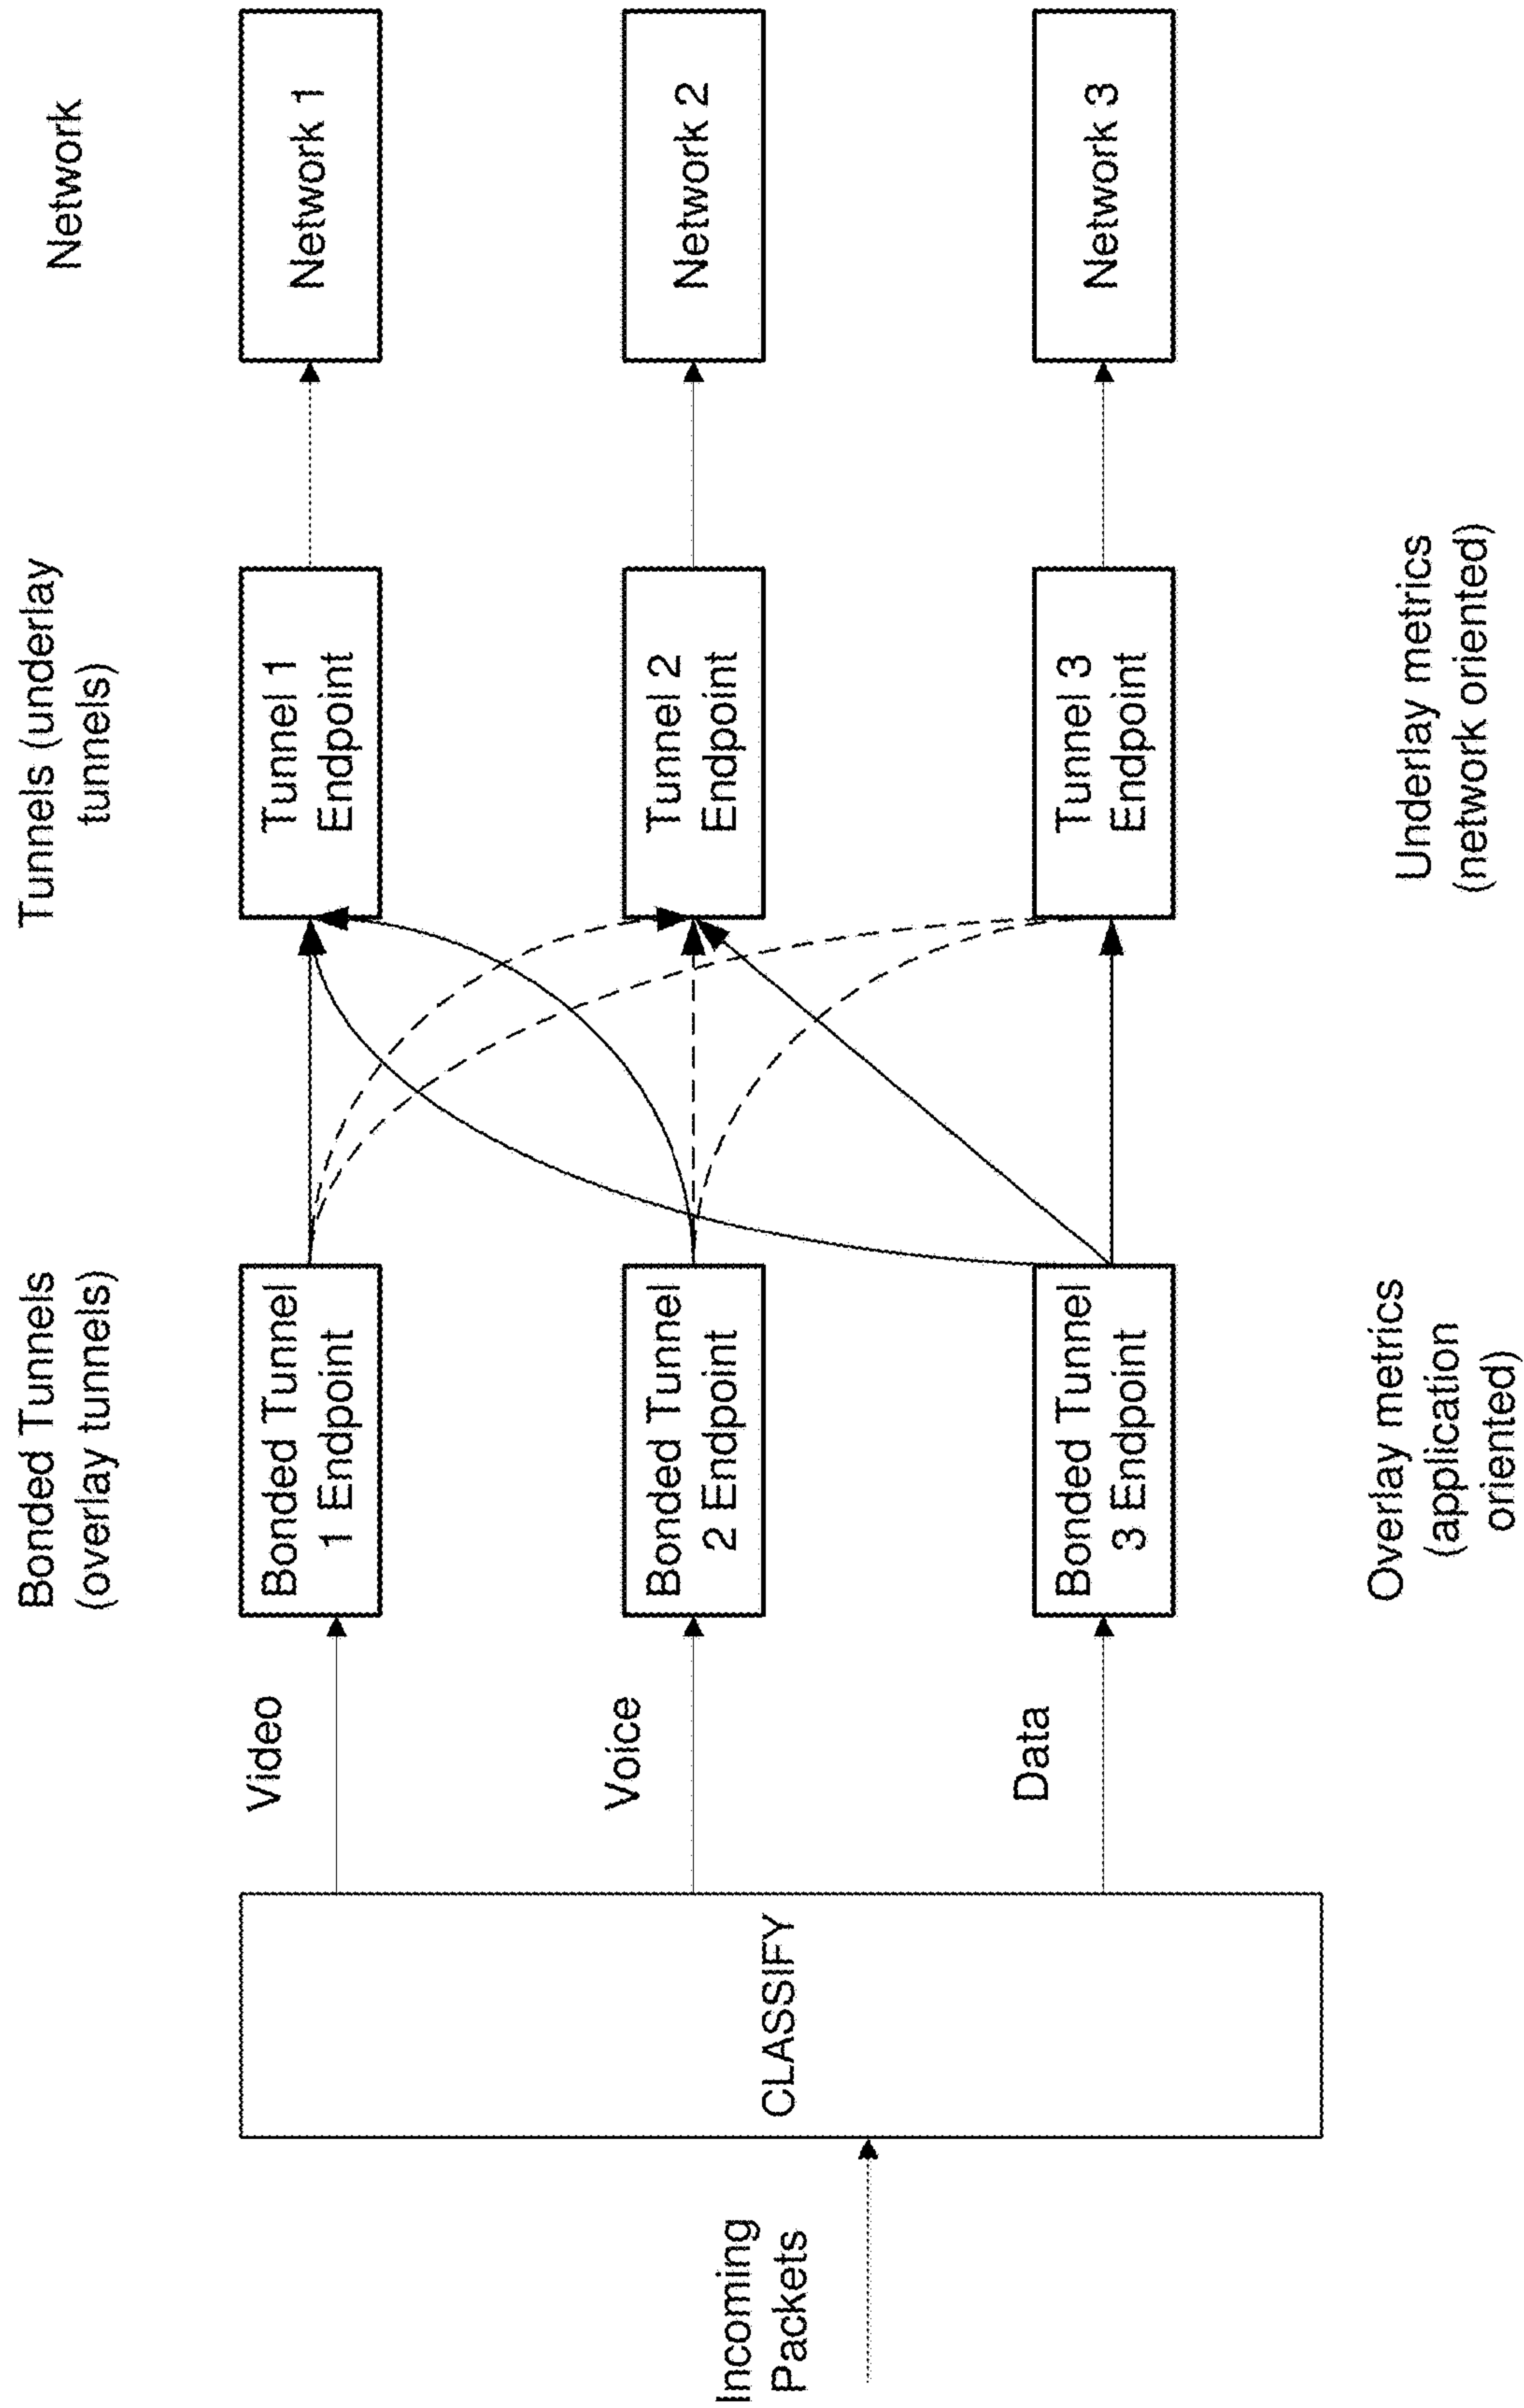 Bonded Tunnels
(overlay tunnels)
Tunnels (underlay
tunnels)
Network
Incoming
Packets
CLASSIFY
Video
Bonded Tunnel
1 Endpoint
Tunnel 1
Endpoint
Network 1
Voice
Bonded Tunnel
2 Endpoint
Tunnel 2
Endpoint
Network 2
Data
Bonded Tunnel
3 Endpoint
Tunnel 3
Endpoint
Network 3
Overlay metrics
(application
oriented)
Underlay metrics
(network oriented)